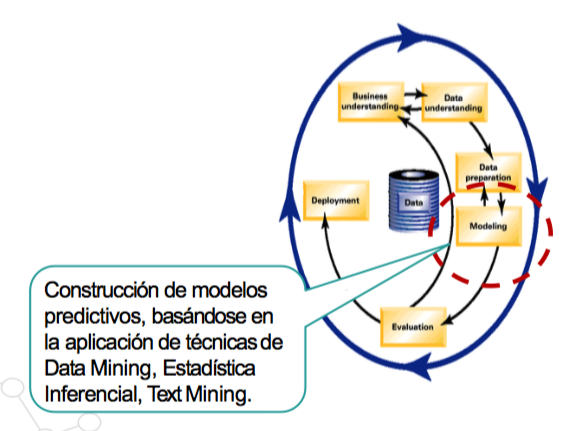 Business
understanding
Data
understanding
Data
preparation
Deployment
Data
Modeling
Evaluation
Construcción de modelos
predictivos, basándose en
la aplicación de técnicas de
Data Mining, Estadística
Inferencial, Text Mining.